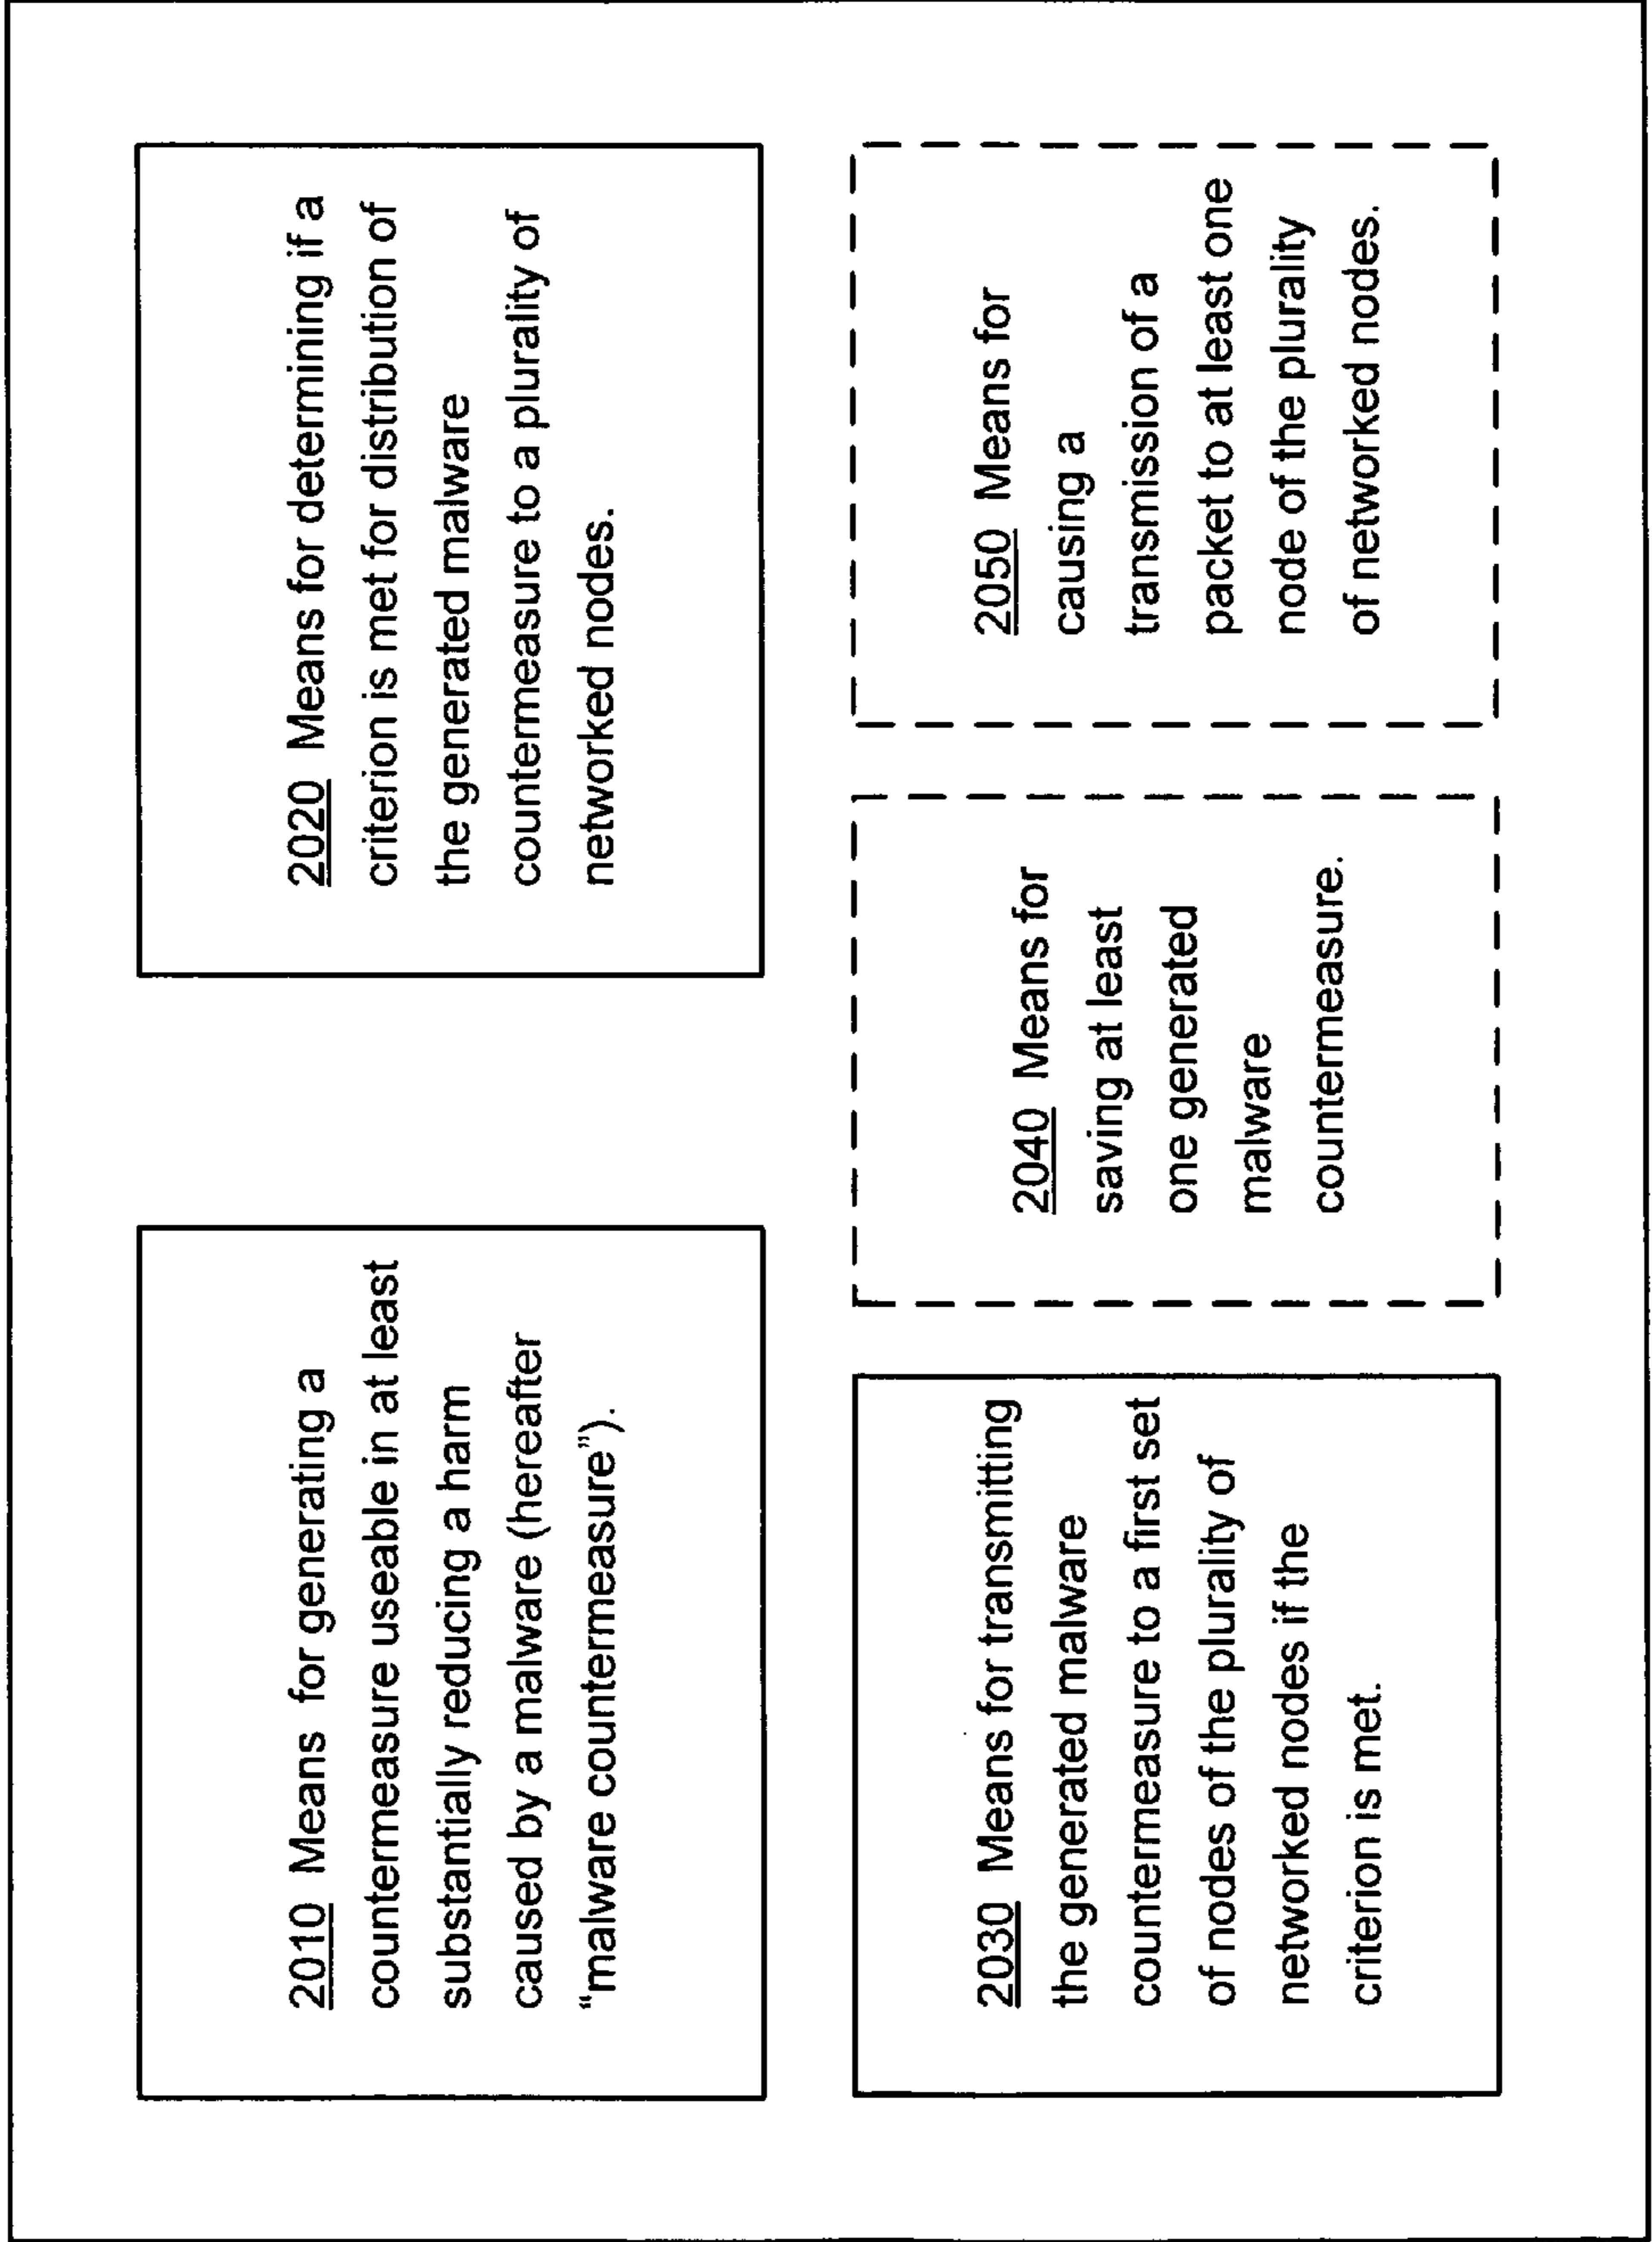 2010 Means for generating a
countermeasure useable in at least
substantially reducing a harm
caused by a malware (hereafter
“malware countermeasure”).
2020 Means for determining if a
criterion is met for distribution of
the generated malware
countermeasure to a plurality of
networked nodes.
2030 Means for transmitting
the generated malware
countermeasure to a first set
of nodes of the plurality of
networked nodes if the
criterion is met.
2040 Means for
saving at least
one generated
malware
countermeasure.
2050 Means for
causing a
transmission of a
packet to at least one
node of the plurality
of networked nodes.